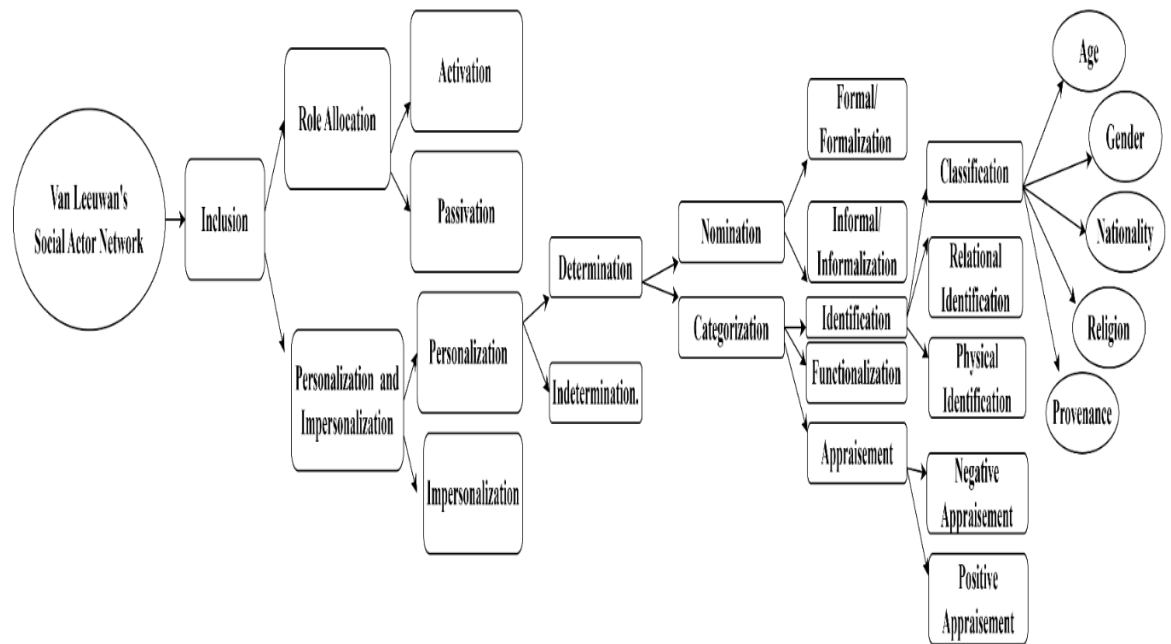 Van Leeuwan's
Social Actor Network
Inclusion
Role Allocation
Personalization and
Impersonalization
Activation
Passivation
Personalization
Impersonalization
Determination
Indetermination.
Nomination
Categorization
Formal/
Formalization
Informal/
Informalization
Identification
Functionalization
Appraisement
Classification
Relational
Identification
Physical
Identification
Negative
Appraisement
Positive
Appraisement
Age
Gender
Nationality
Religion
Provenance